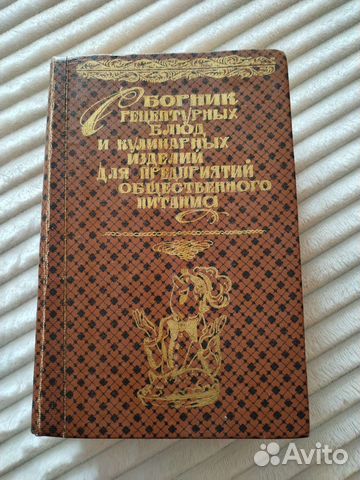 СБОРНИК
РЕЦЕПТУРНЫХ
БЛЮД
И КУЛИНАРНЫХ
ИЗДЕЛИЙ
ДЛЯ ПРЕДПРИЯТИЙ
ОБЩЕСТВЕННОГО
ПИТАНИЯ
Avito